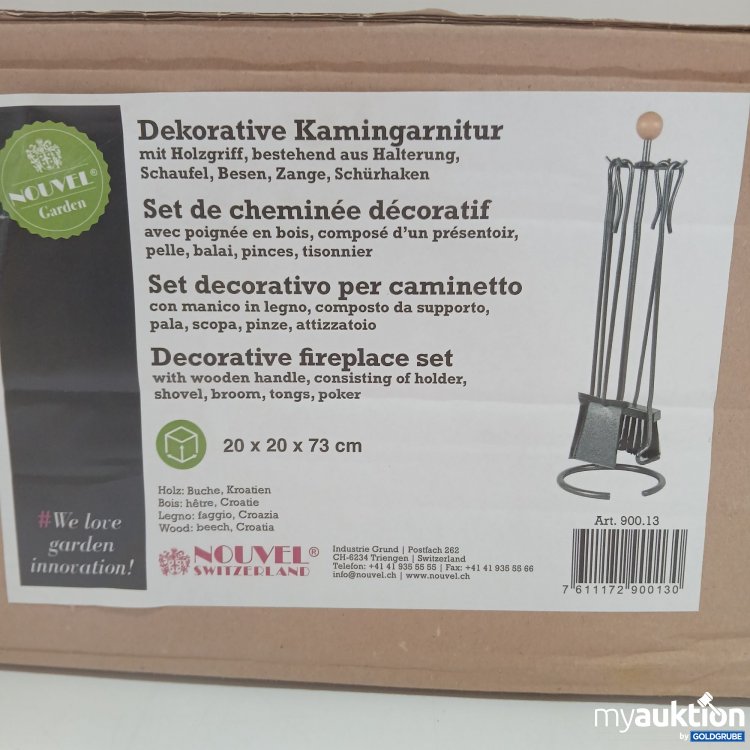 NOUVEL®
Garden
Dekorative Kamingarnitur
mit Holzgriff, bestehend aus Halterung,
Schaufel, Besen, Zange, Schürhaken
Set de cheminée décoratif
avec poignée en bois, composé d'un présentoir,
pelle, balai, pinces, tisonnier
Set decorativo per caminetto
con manico in legno, composto da supporto,
pala, scopa, pinze, attizzatoio
Decorative fireplace set
with wooden handle, consisting of holder,
shovel, broom, tongs, poker
20 x 20 x 73 cm
Holz: Buche, Kroatien
Bois: hêtre, Croatie
Legno: faggio, Croazia
Wood: beech, Croatia
#We love
garden
innovation!
NOUVEL®
SWITZERLAND
Industrie Grund | Postfach 262
CH-6234 Triengen | Switzerland
Telefon: +41 41 935 55 55 | Fax: +41 41 935 55 66
info@nouvel.ch | www.nouvel.ch
Art. 900.13
7 611172 900130
myauktion
by GOLDGRUBE